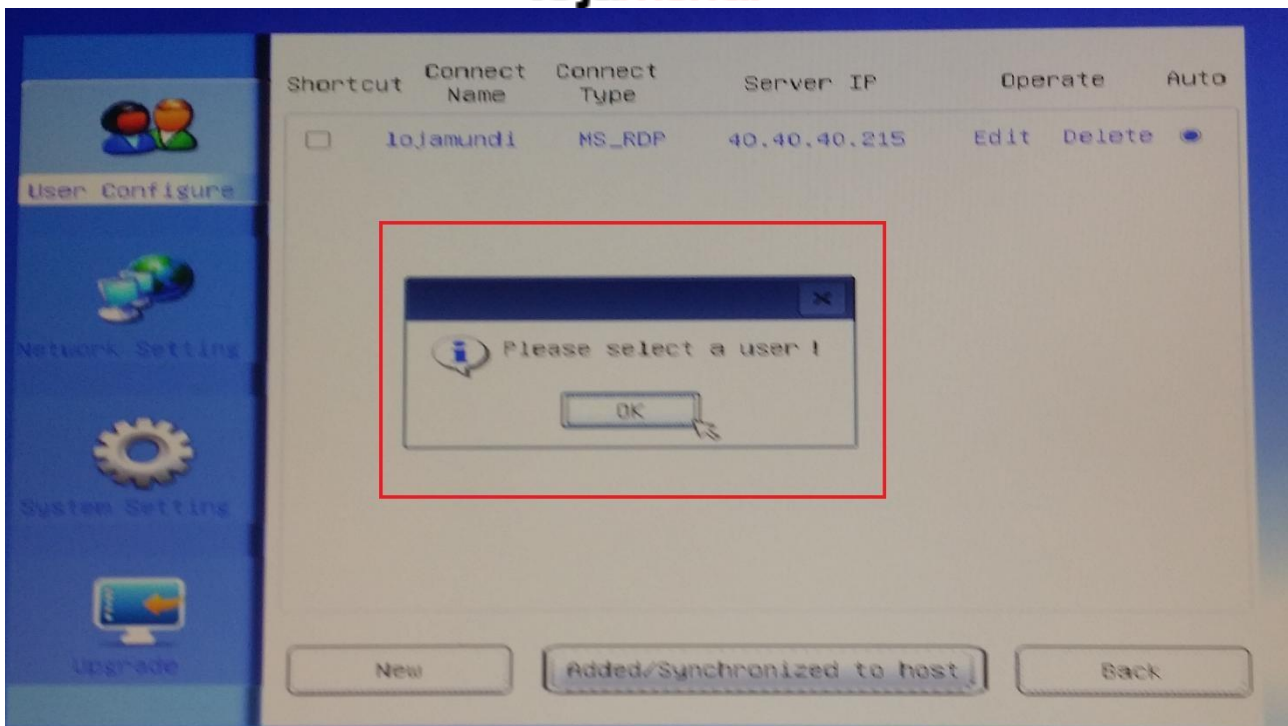 Shortcut Connect Name Connect Type Server IP Operate Auto
lojamundi MS_RDP 40.40.40.215 Edit Delete
User Configure
Please select a user !
OK
Network Setting
System Setting
Upgrade
New Added/Synchronized to host Back